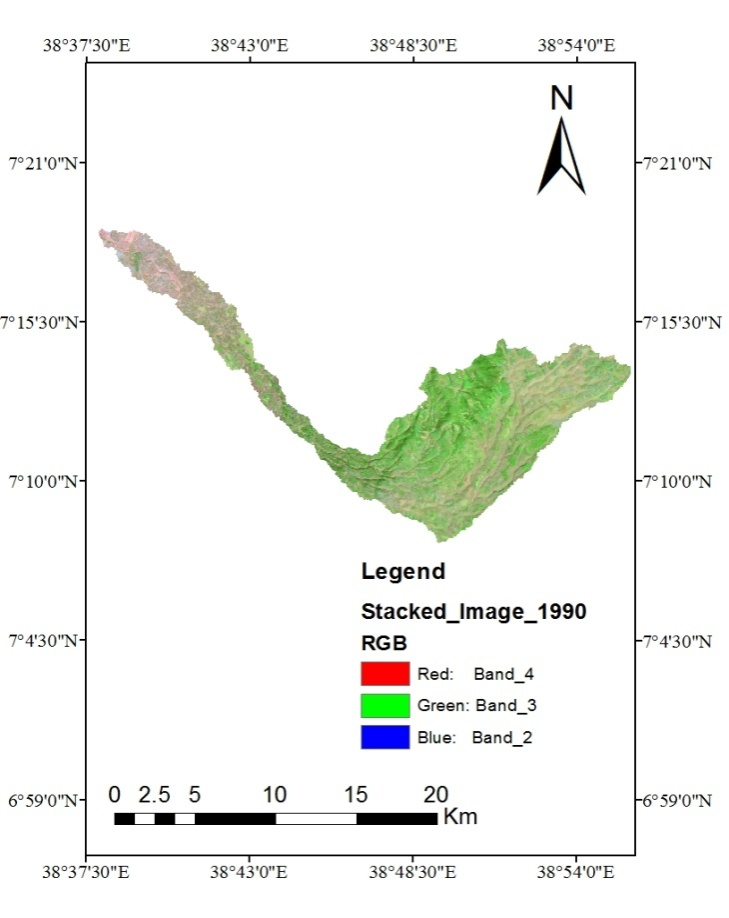 38°37'30"E 38°43'0"E 38°48'30"E 38°54'0"E
N
7°21'0"N 7°21'0"N
7°15'30"N 7°15'30"N
7°10'0"N 7°10'0"N
Legend
Stacked_Image_1990
RGB
7°4'30"N 7°4'30"N
Red: Band_4
Green: Band_3
Blue: Band_2
0 2.5 5 10 15 20
6°59'0"N 6°59'0"N
Km
38°37'30"E 38°43'0"E 38°48'30"E 38°54'0"E